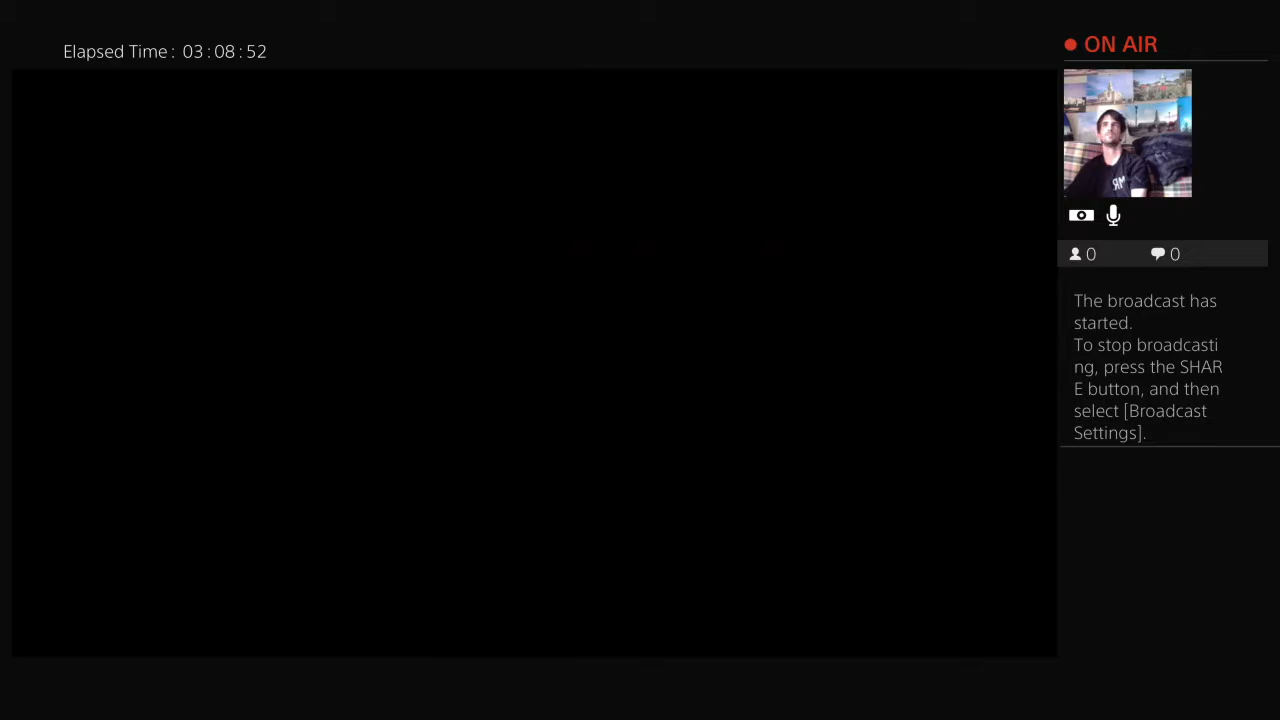 Elapsed Time : 03 : 08 : 52
ON AIR
0 0
The broadcast has
started.
To stop broadcasti
ng, press the SHAR
E button, and then
select [Broadcast
Settings].